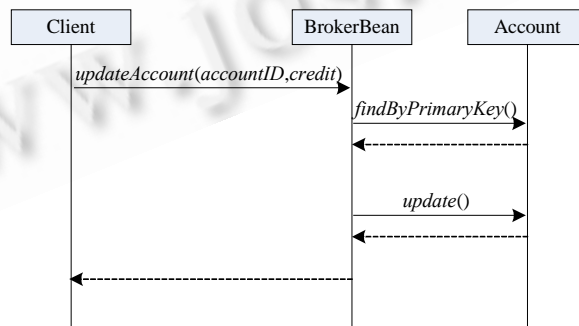 Client
BrokerBean
Account
updateAccount(accountID,credit)
findByPrimaryKey()
update()